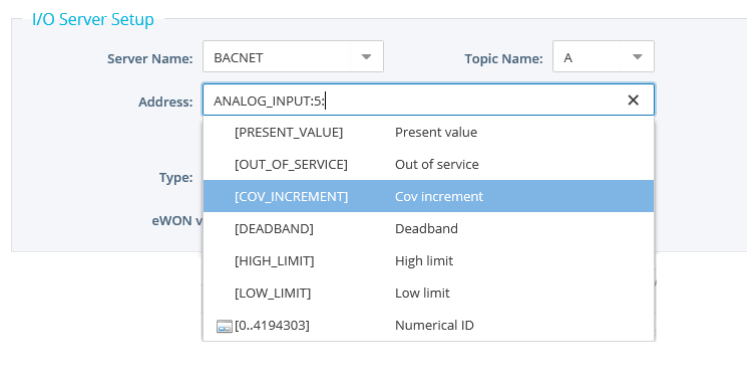 I/O Server Setup
Server Name: BACNET Topic Name: A
Address: ANALOG_INPUT:5:
[PRESENT_VALUE] Present value
[OUT_OF_SERVICE] Out of service
Type:
[COV_INCREMENT] Cov increment
eWON v
[DEADBAND] Deadband
[HIGH_LIMIT] High limit
[LOW_LIMIT] Low limit
[0..4194303] Numerical ID